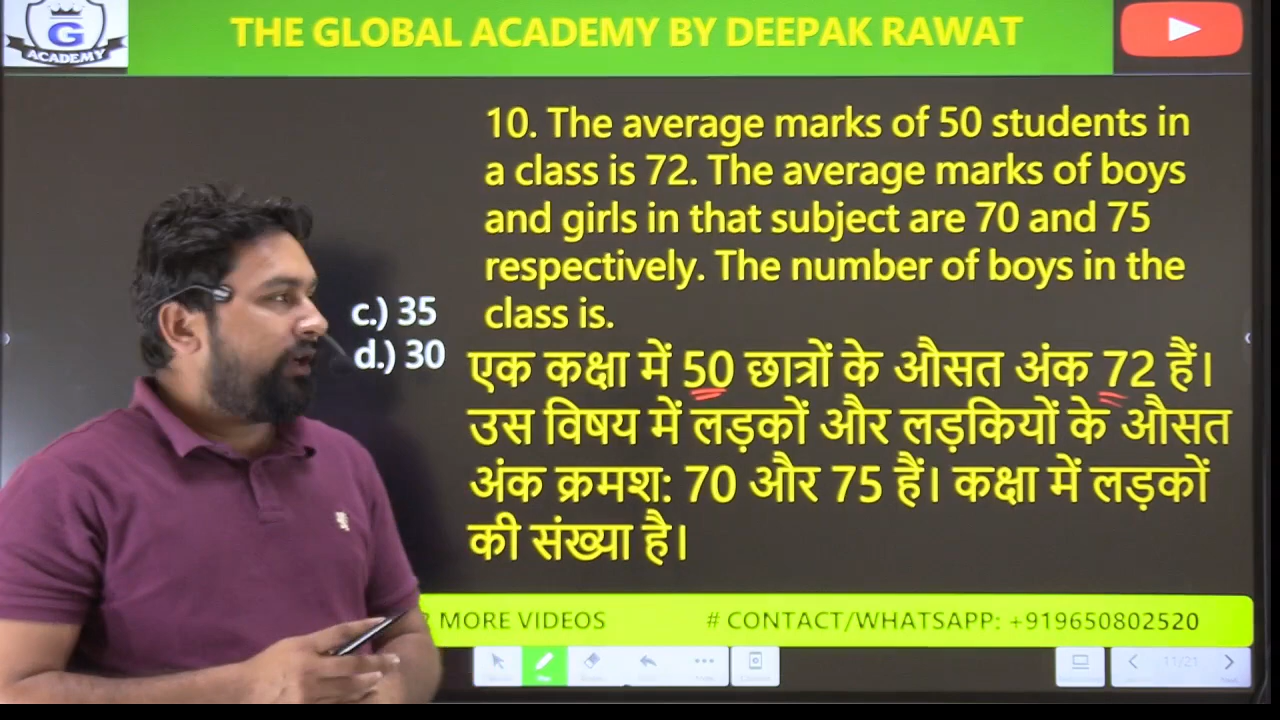 G
ACADEMY
THE GLOBAL ACADEMY BY DEEPAK RAWAT
10. The average marks of 50 students in
a class is 72. The average marks of boys
and girls in that subject are 70 and 75
respectively. The number of boys in the
class is.
c.) 35
d.) 30
एक कक्षा में 50 छात्रों के औसत अंक 72 हैं।
उस विषय में लड़कों और लड़कियों के औसत
अंक क्रमश: 70 और 75 हैं। कक्षा में लड़कों
की संख्या है।
MORE VIDEOS
# CONTACT/WHATSAPP: +919650802520
11/21